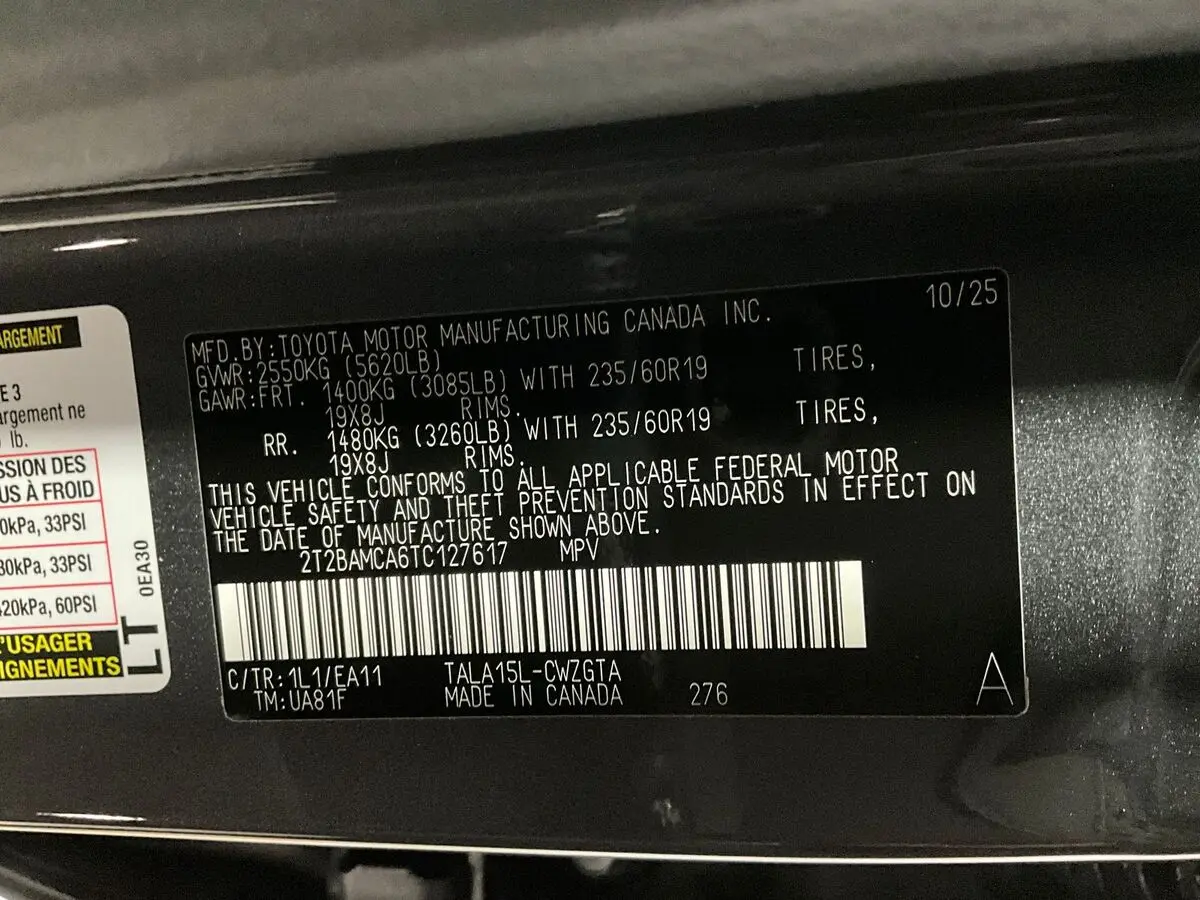 ARGEMENT
E 3
argement ne
lb.
SSION DES
US À FROID
0kPa, 33PSI
30kPa, 33PSI
420kPa, 60PSI
'USAGER
IGNEMENTS
0EA30
LT
10/25
MFD.BY:TOYOTA MOTOR MANUFACTURING CANADA INC.
GVWR:2550KG (5620LB)
GAWR:FRT. 1400KG (3085LB) WITH 235/60R19 TIRES,
19X8J RIMS.
RR. 1480KG (3260LB) WITH 235/60R19 TIRES,
19X8J RIMS.
THIS VEHICLE CONFORMS TO ALL APPLICABLE FEDERAL MOTOR
VEHICLE SAFETY AND THEFT PREVENTION STANDARDS IN EFFECT ON
THE DATE OF MANUFACTURE SHOWN ABOVE.
2T2BAMCA6TC127617 MPV
C/TR:1L1/EA11 TALA15L-CWZGTA
TM:UA81F MADE IN CANADA 276
A